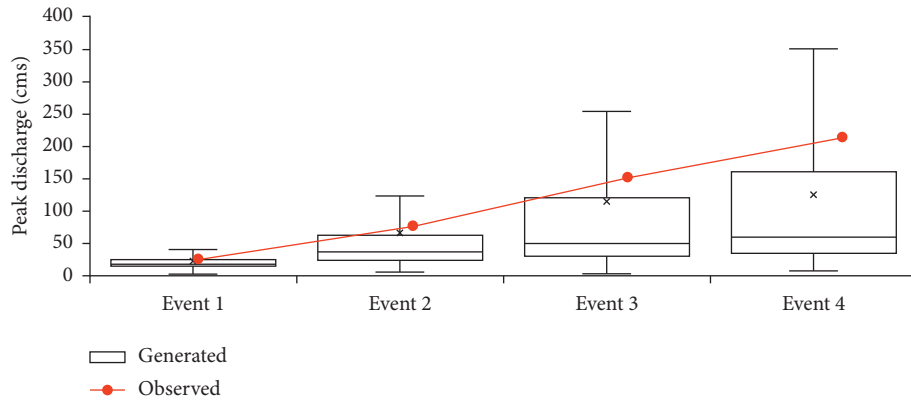 Peak discharge (cms)
400
350
300
250
200
150
100
50
0
Event 1
Event 2
Event 3
Event 4
Generated
Observed